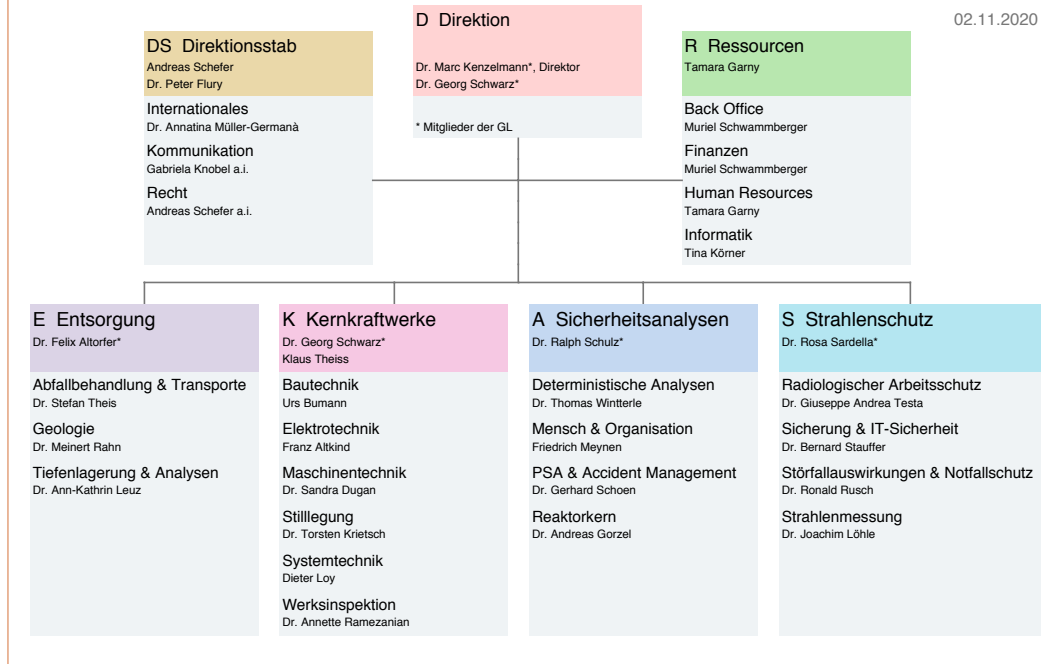 02.11.2020
D Direktion
Dr. Marc Kenzelmann*, Direktor
Dr. Georg Schwarz*
* Mitglieder der GL
DS Direktionsstab
Andreas Schefer
Dr. Peter Flury
Internationales
Dr. Annatina Müller-Germanà
Kommunikation
Gabriela Knobel a.i.
Recht
Andreas Schefer a.i.
R Ressourcen
Tamara Garny
Back Office
Muriel Schwammberger
Finanzen
Muriel Schwammberger
Human Resources
Tamara Garny
Informatik
Tina Körner
E Entsorgung
Dr. Felix Altorfer*
Abfallbehandlung & Transporte
Dr. Stefan Theis
Geologie
Dr. Meinert Rahn
Tiefenlagerung & Analysen
Dr. Ann-Kathrin Leuz
K Kernkraftwerke
Dr. Georg Schwarz*
Klaus Theiss
Bautechnik
Urs Bumann
Elektrotechnik
Franz Altkind
Maschinentechnik
Dr. Sandra Dugan
Stilllegung
Dr. Torsten Krietsch
Systemtechnik
Dieter Loy
Werksinspektion
Dr. Annette Ramezanian
A Sicherheitsanalysen
Dr. Ralph Schulz*
Deterministische Analysen
Dr. Thomas Wintterle
Mensch & Organisation
Friedrich Meynen
PSA & Accident Management
Dr. Gerhard Schoen
Reaktorkern
Dr. Andreas Gorzel
S Strahlenschutz
Dr. Rosa Sardella*
Radiologischer Arbeitsschutz
Dr. Giuseppe Andrea Testa
Sicherung & IT-Sicherheit
Dr. Bernard Stauffer
Störfallauswirkungen & Notfallschutz
Dr. Ronald Rusch
Strahlenmessung
Dr. Joachim Löhle